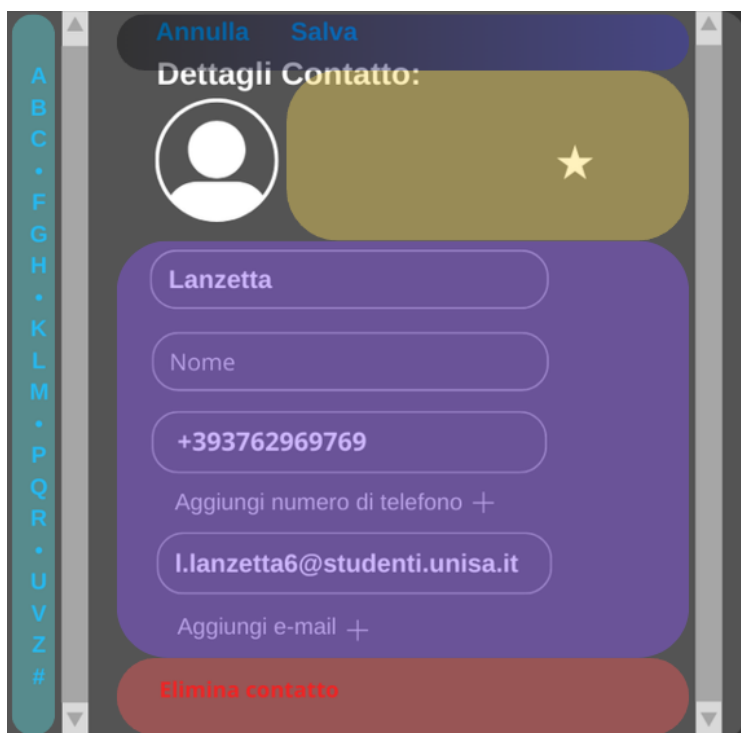 Annulla Salva
Dettagli Contatto:
Lanzetta
Nome
+393762969769
Aggiungi numero di telefono +
l.lanzetta6@studenti.unisa.it
Aggiungi e-mail +
Elimina contatto
A
B
C
•
F
G
H
•
K
L
M
•
P
Q
R
•
U
V
Z
#